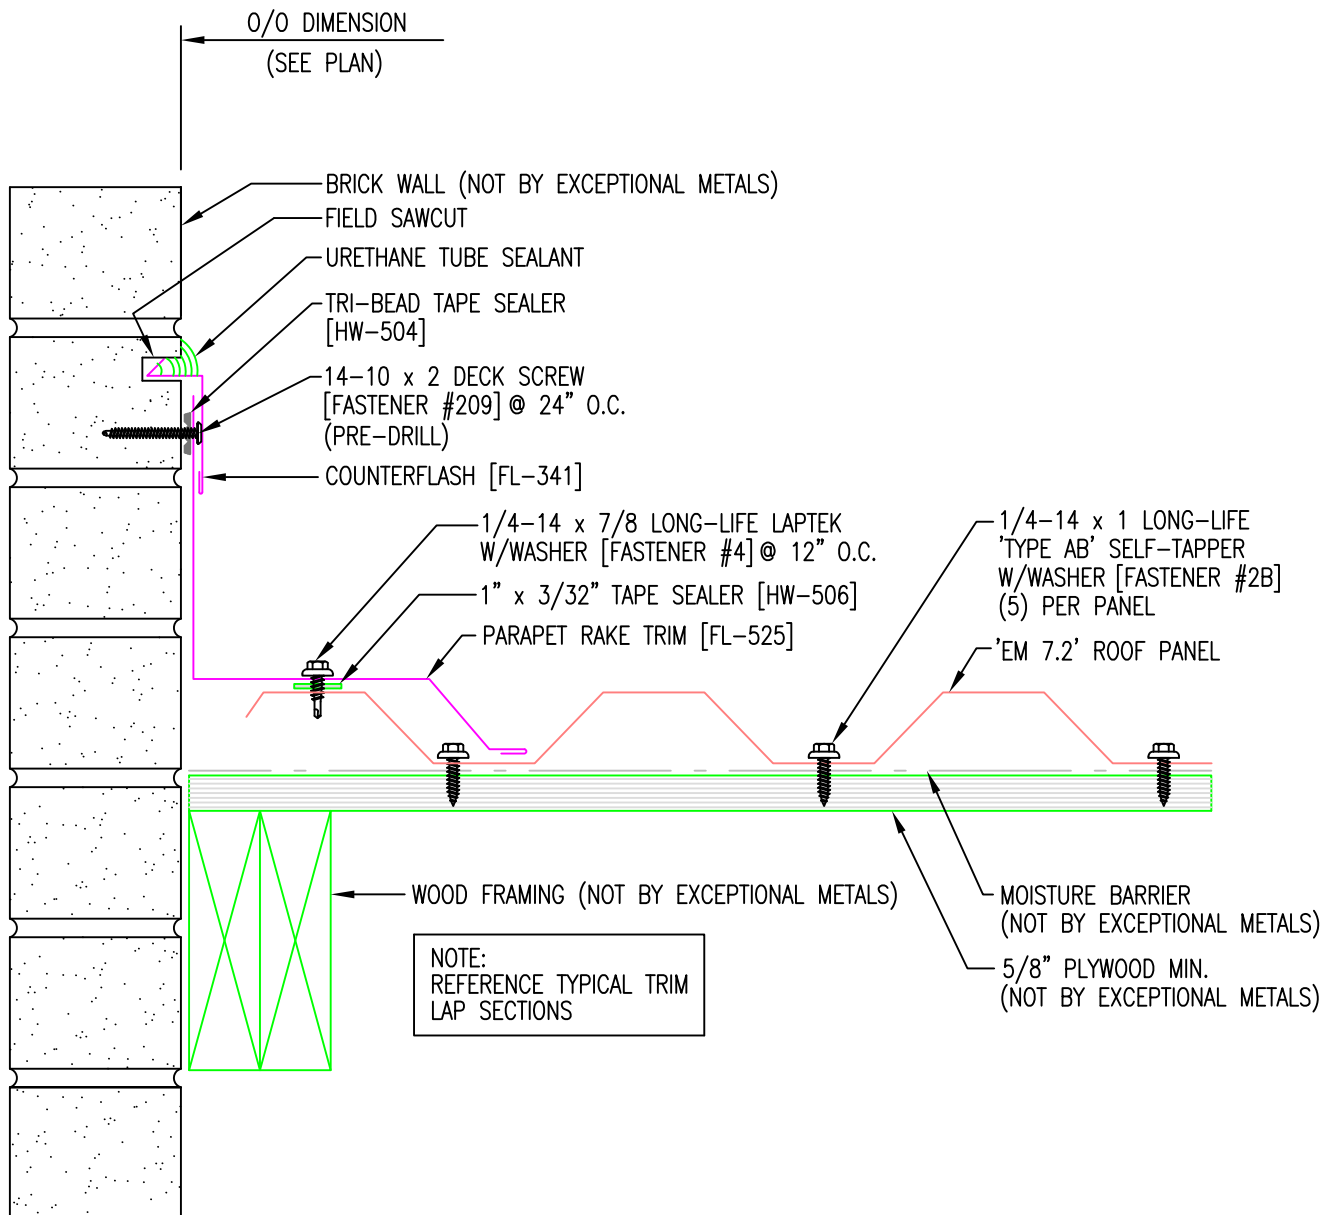 O/O DIMENSION
(SEE PLAN)
BRICK WALL (NOT BY EXCEPTIONAL METALS)
FIELD SAWCUT
URETHANE TUBE SEALANT
TRI-BEAD TAPE SEALER
[HW-504]
14-10 x 2 DECK SCREW
[FASTENER #209] @ 24" O.C.
(PRE-DRILL)
COUNTERFLASH [FL-341]
1/4-14 x 7/8 LONG-LIFE LAPTEK
W/WASHER [FASTENER #4] @ 12" O.C.
1" x 3/32" TAPE SEALER [HW-506]
PARAPET RAKE TRIM [FL-525]
1/4-14 x 1 LONG-LIFE
'TYPE AB' SELF-TAPPER
W/WASHER [FASTENER #2B]
(5) PER PANEL
'EM 7.2' ROOF PANEL
WOOD FRAMING (NOT BY EXCEPTIONAL METALS)
MOISTURE BARRIER
(NOT BY EXCEPTIONAL METALS)
5/8" PLYWOOD MIN.
(NOT BY EXCEPTIONAL METALS)
NOTE:
REFERENCE TYPICAL TRIM
LAP SECTIONS